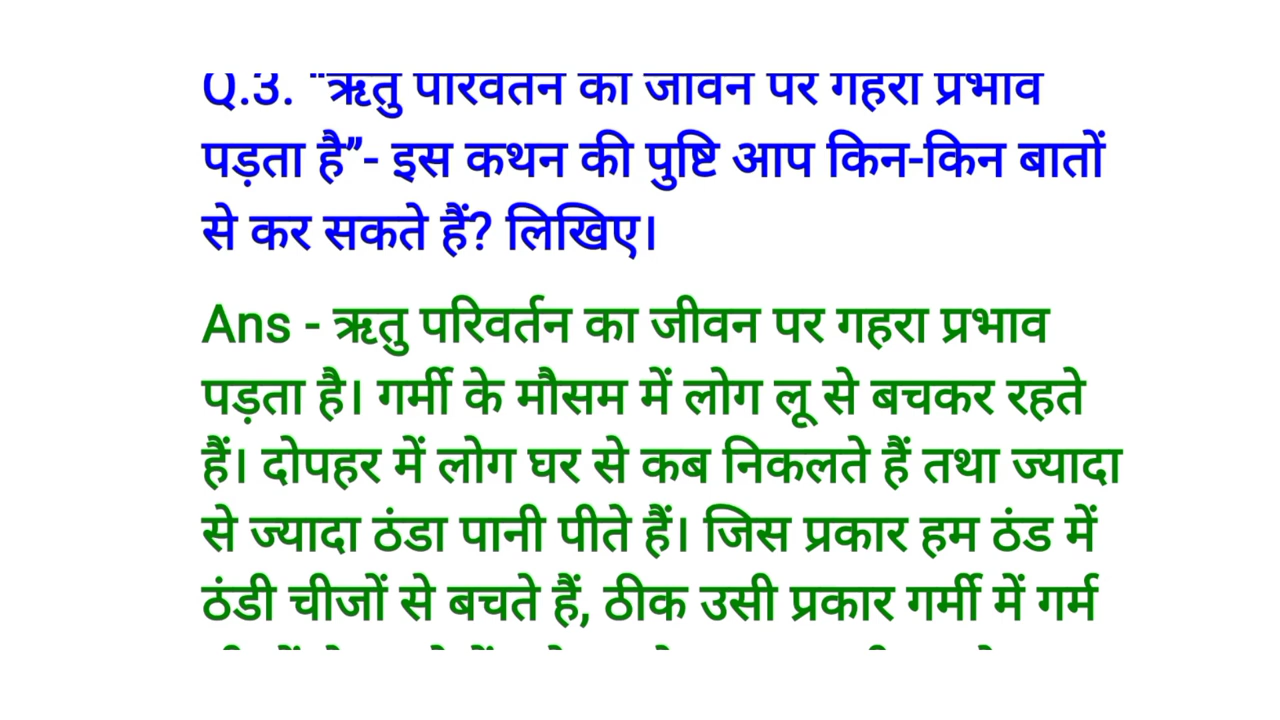 Q.3. "ऋतु परिवर्तन का जीवन पर गहरा प्रभाव
पड़ता है”- इस कथन की पुष्टि आप किन-किन बातों
से कर सकते हैं? लिखिए।
Ans - ऋतु परिवर्तन का जीवन पर गहरा प्रभाव
पड़ता है। गर्मी के मौसम में लोग लू से बचकर रहते
हैं। दोपहर में लोग घर से कब निकलते हैं तथा ज्यादा
से ज्यादा ठंडा पानी पीते हैं। जिस प्रकार हम ठंड में
ठंडी चीजों से बचते हैं, ठीक उसी प्रकार गर्मी में गर्म